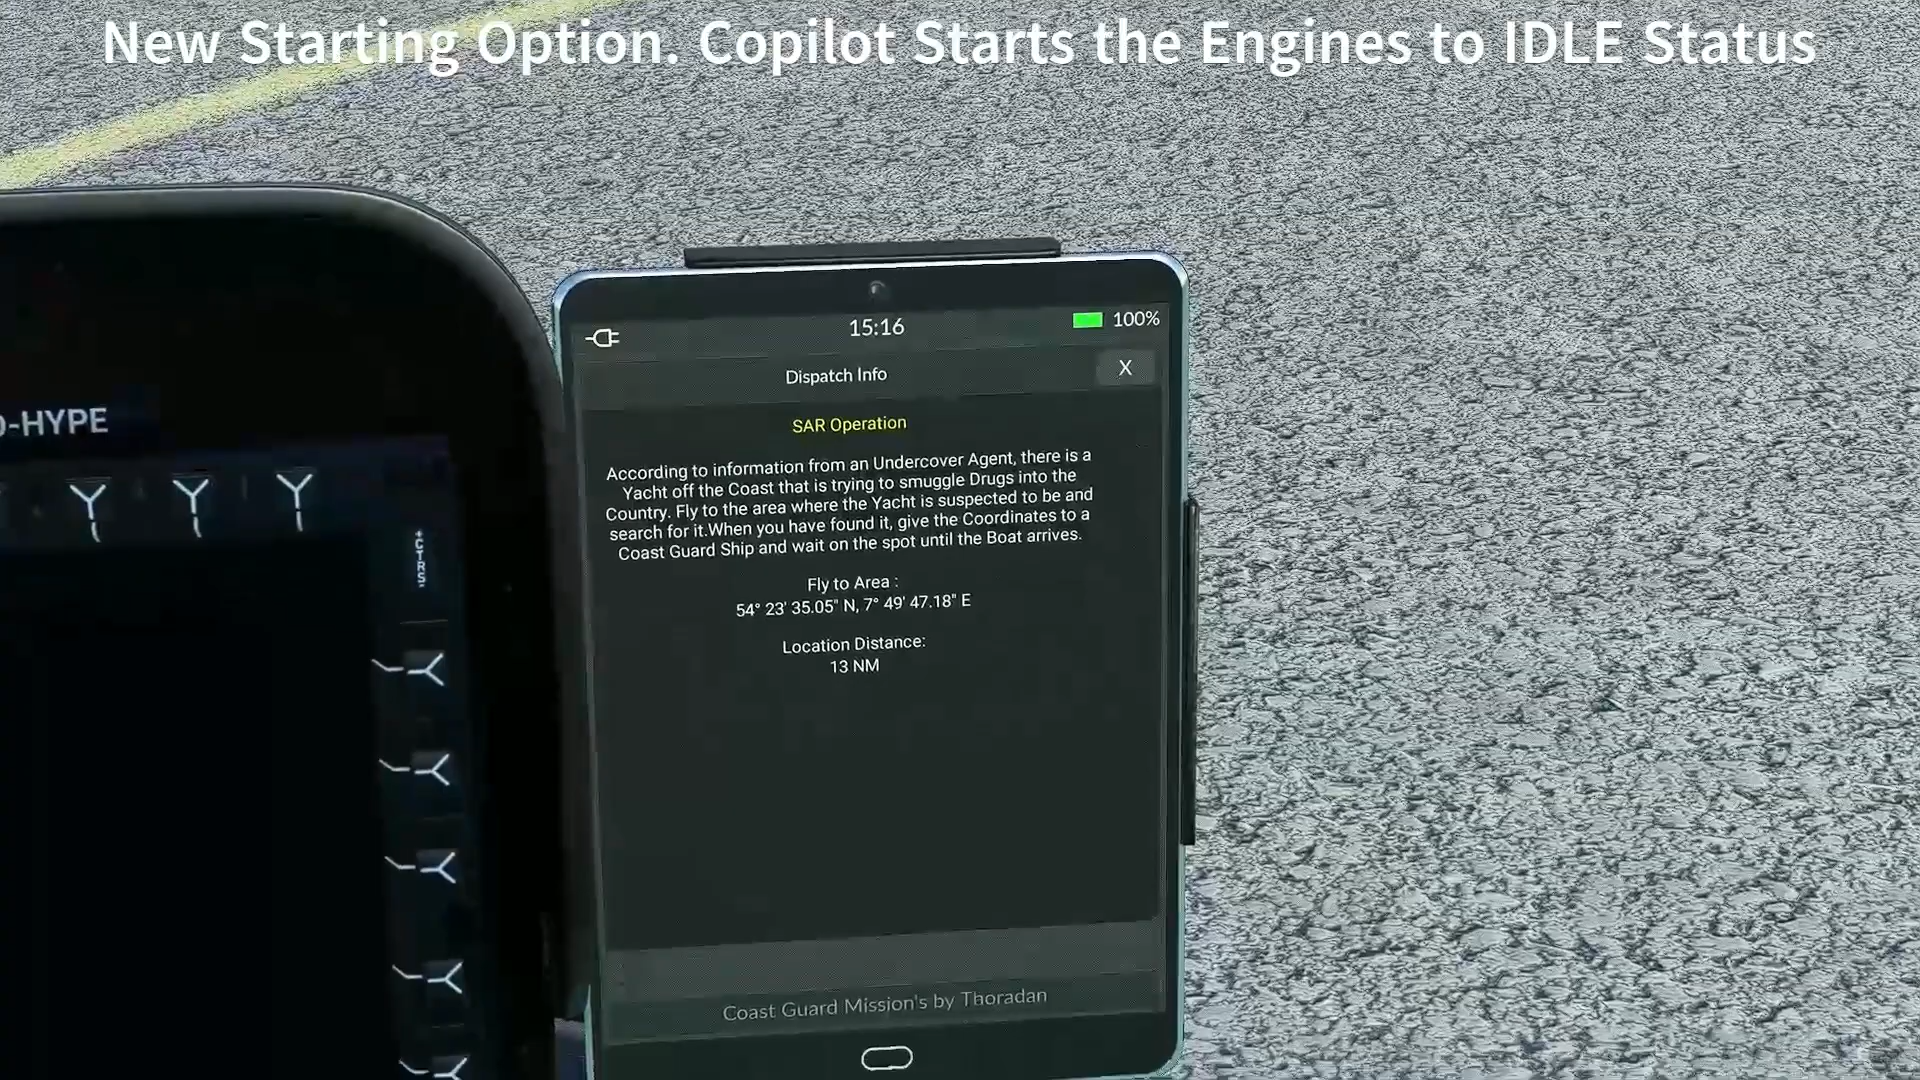 New Starting Option. Copilot Starts the Engines to IDLE Status
15:16
100%
Dispatch Info
X
SAR Operation
According to information from an Undercover Agent, there is a
Yacht off the Coast that is trying to smuggle Drugs into the
Country. Fly to the area where the Yacht is suspected to be and
search for it.When you have found it, give the Coordinates to a
Coast Guard Ship and wait on the spot until the Boat arrives.
Fly to Area :
54° 23' 35.05" N, 7° 49' 47.18" E
Location Distance:
13 NM
Coast Guard Mission's by Thoradan
-HYPE
+CTRS-